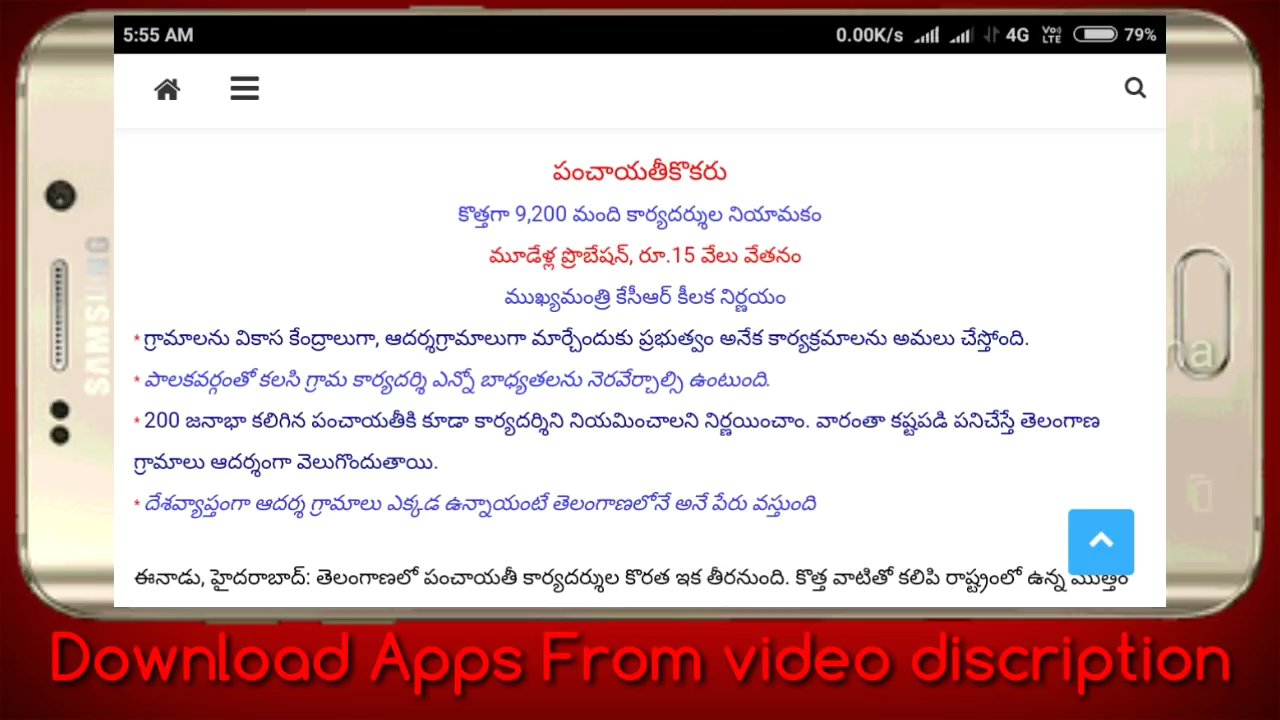 5:55 AM
0.00K/s 4G Vo) LTE 79%
పంచాయతీకొకరు
కొత్తగా 9,200 మంది కార్యదర్శుల నియామకం
మూడేళ్ల ప్రొబేషన్, రూ.15 వేలు వేతనం
ముఖ్యమంత్రి కేసీఆర్ కీలక నిర్ణయం
* గ్రామాలను వికాస కేంద్రాలుగా, ఆదర్శగ్రామాలుగా మార్చేందుకు ప్రభుత్వం అనేక కార్యక్రమాలను అమలు చేస్తోంది.
* పాలకవర్గంతో కలసి గ్రామ కార్యదర్శి ఎన్నో బాధ్యతలను నెరవేర్చాల్సి ఉంటుంది.
* 200 జనాభా కలిగిన పంచాయతీకి కూడా కార్యదర్శిని నియమించాలని నిర్ణయించాం. వారంతా కష్టపడి పనిచేస్తే తెలంగాణ
గ్రామాలు ఆదర్శంగా వెలుగొందుతాయి.
* దేశవ్యాప్తంగా ఆదర్శ గ్రామాలు ఎక్కడ ఉన్నాయంటే తెలంగాణలోనే అనే పేరు వస్తుంది
ఈనాడు, హైదరాబాద్: తెలంగాణలో పంచాయతీ కార్యదర్శుల కొరత ఇక తీరనుంది. కొత్త వాటితో కలిపి రాష్ట్రంలో ఉన్న మొత్తం
SAMSUNG
Download Apps From video discription